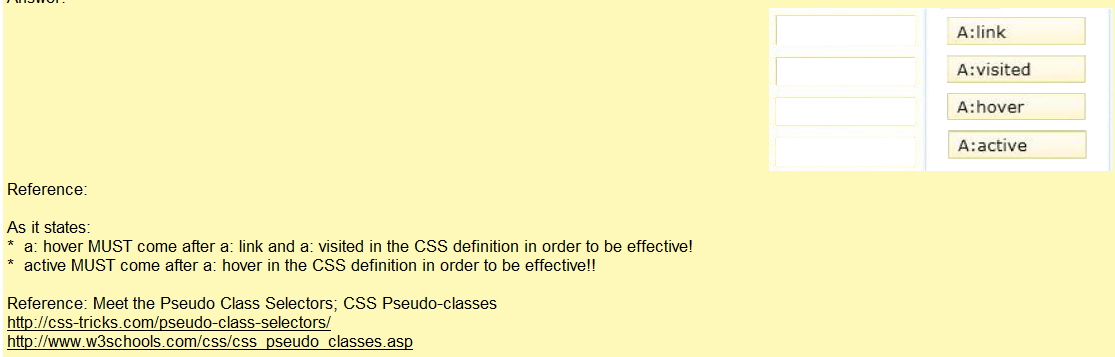 Answer:
A:link
A:visited
A:hover
A:active
Reference:
As it states:
* a: hover MUST come after a: link and a: visited in the CSS definition in order to be effective!
* active MUST come after a: hover in the CSS definition in order to be effective!!
Reference: Meet the Pseudo Class Selectors; CSS Pseudo-classes
http://css-tricks.com/pseudo-class-selectors/
http://www.w3schools.com/css/css_pseudo_classes.asp